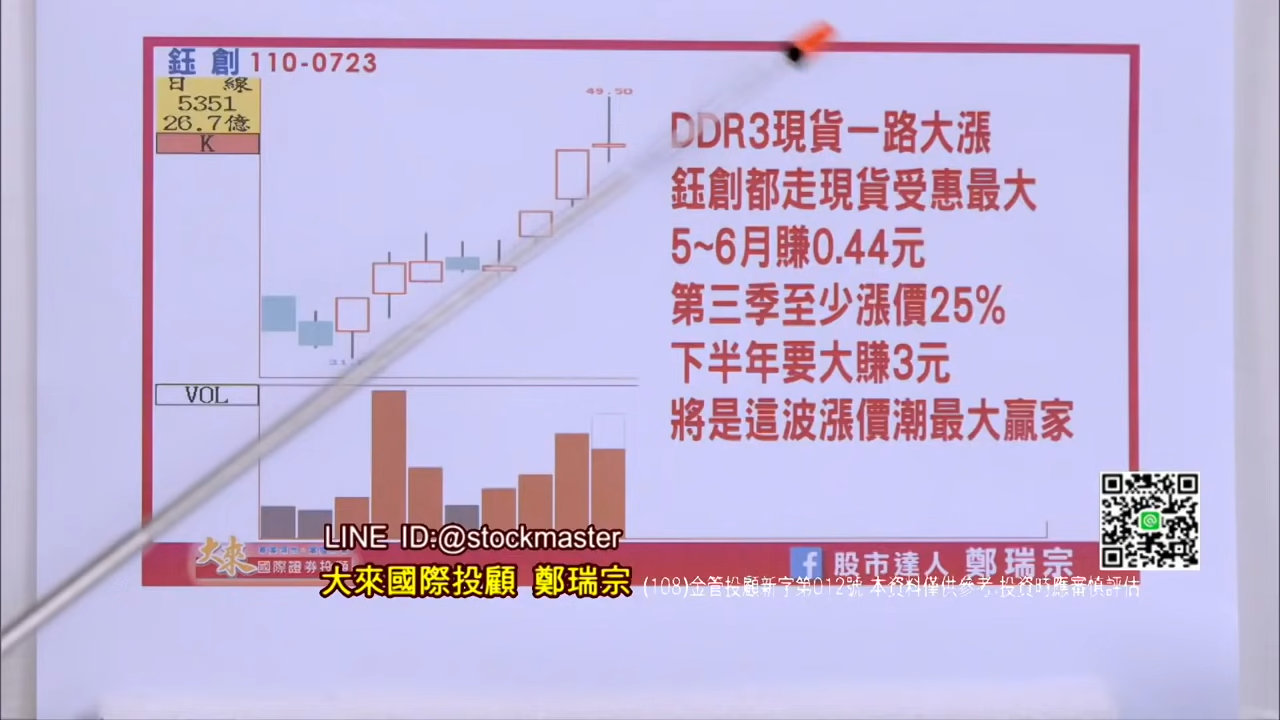 鈺創 110-0723
日 線
5351
26.7億
K
49.50
DDR3現貨一路大漲
鈺創都走現貨受惠最大
5~6月賺0.44元
第三季至少漲價25%
下半年要大賺3元
將是這波漲價潮最大贏家
VOL
LINE ID:@stockmaster
大來
國際證券投顧
股市達人 鄭瑞宗
大來國際投顧 鄭瑞宗
(108)金管投顧新字第012號 本資料僅供參考,投資時應審慎評估